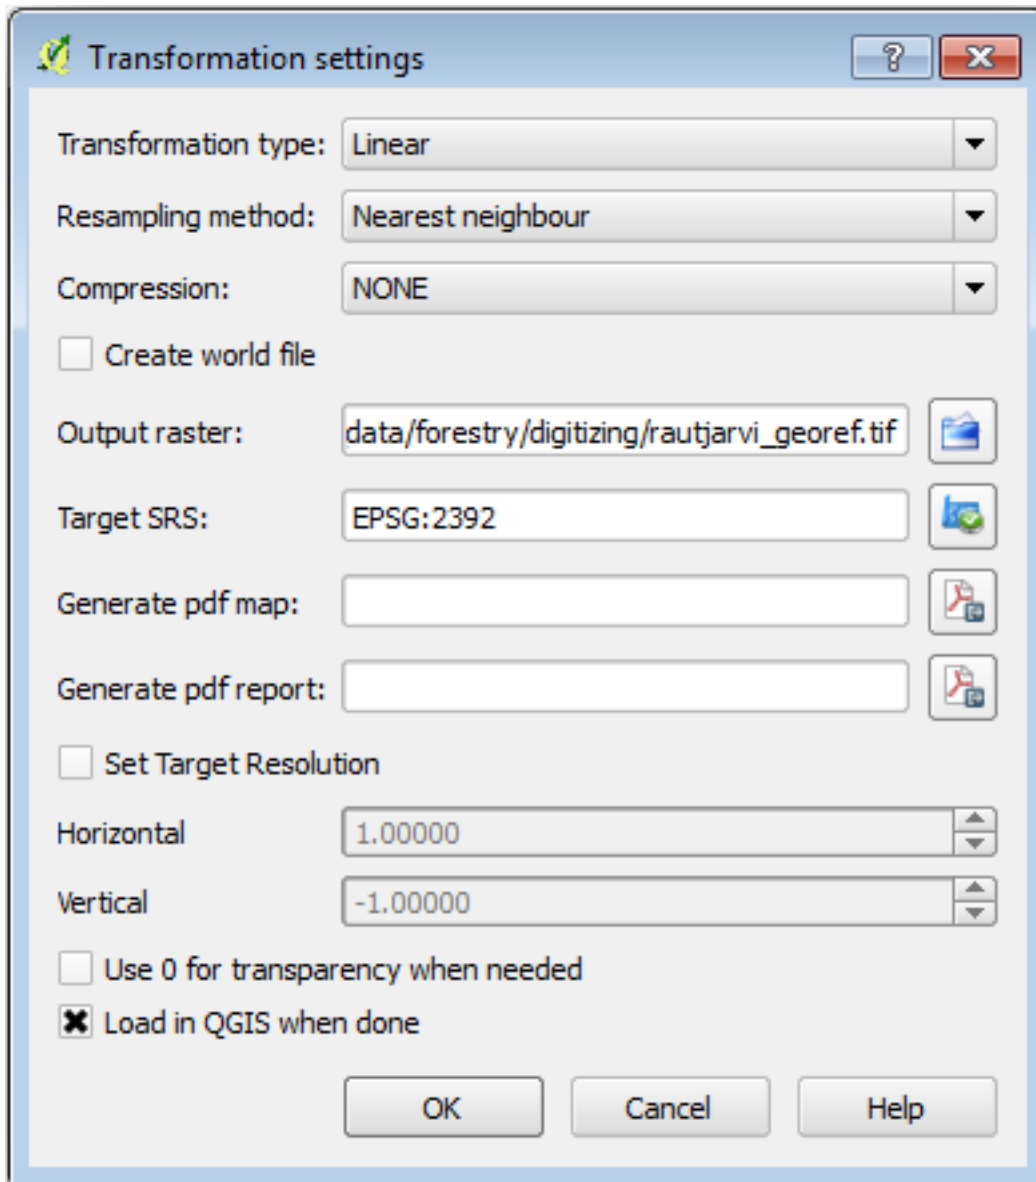 Transformation settings
Transformation type: Linear
Resampling method: Nearest neighbour
Compression: NONE
Create world file
Output raster: data/forestry/digitizing/rautjarvi_georef.tif
Target SRS: EPSG:2392
Generate pdf map:
Generate pdf report:
Set Target Resolution
Horizontal 1.00000
Vertical -1.00000
Use 0 for transparency when needed
Load in QGIS when done
OK Cancel Help